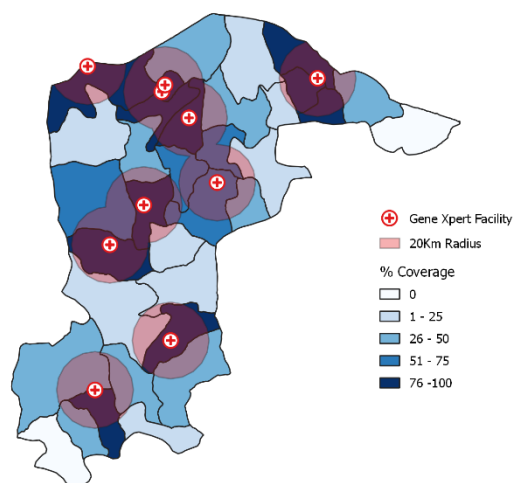 Gene Xpert Facility
20Km Radius
% Coverage
0
1 - 25
26 - 50
51 - 75
76 -100